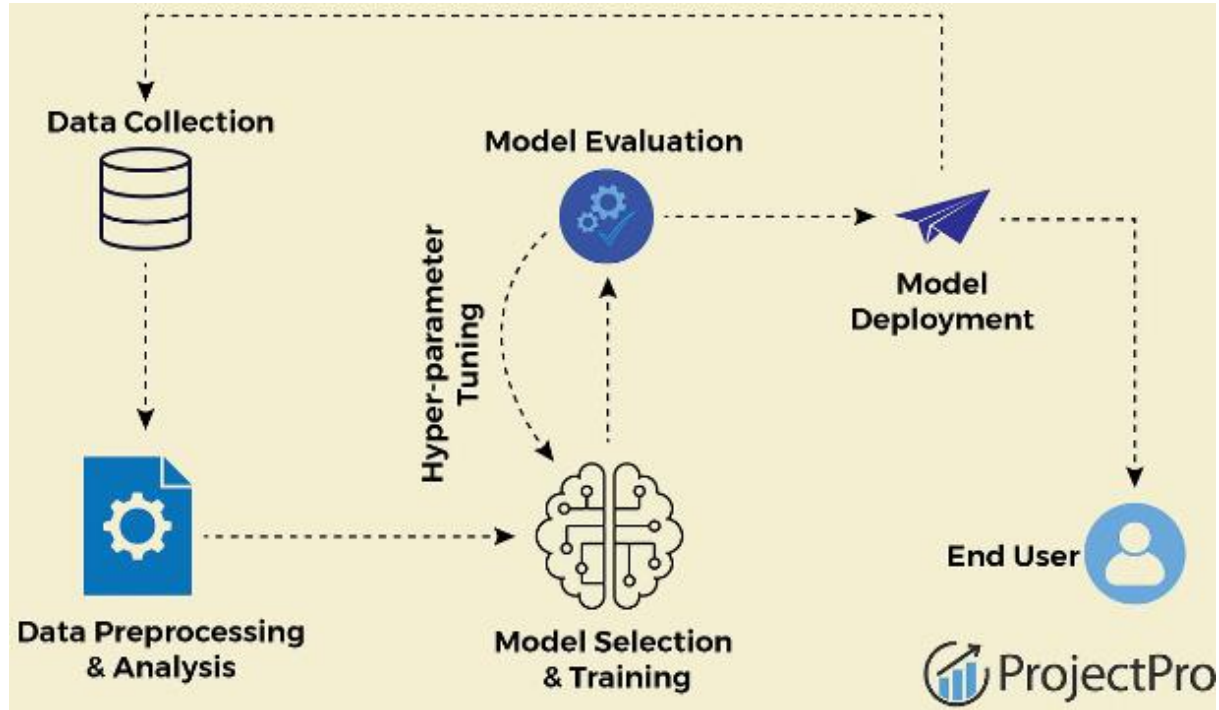 Data Collection
Model Evaluation
Hyper-parameter
Tuning
Model
Deployment
Data Preprocessing
& Analysis
Model Selection
& Training
End User
ProjectPro